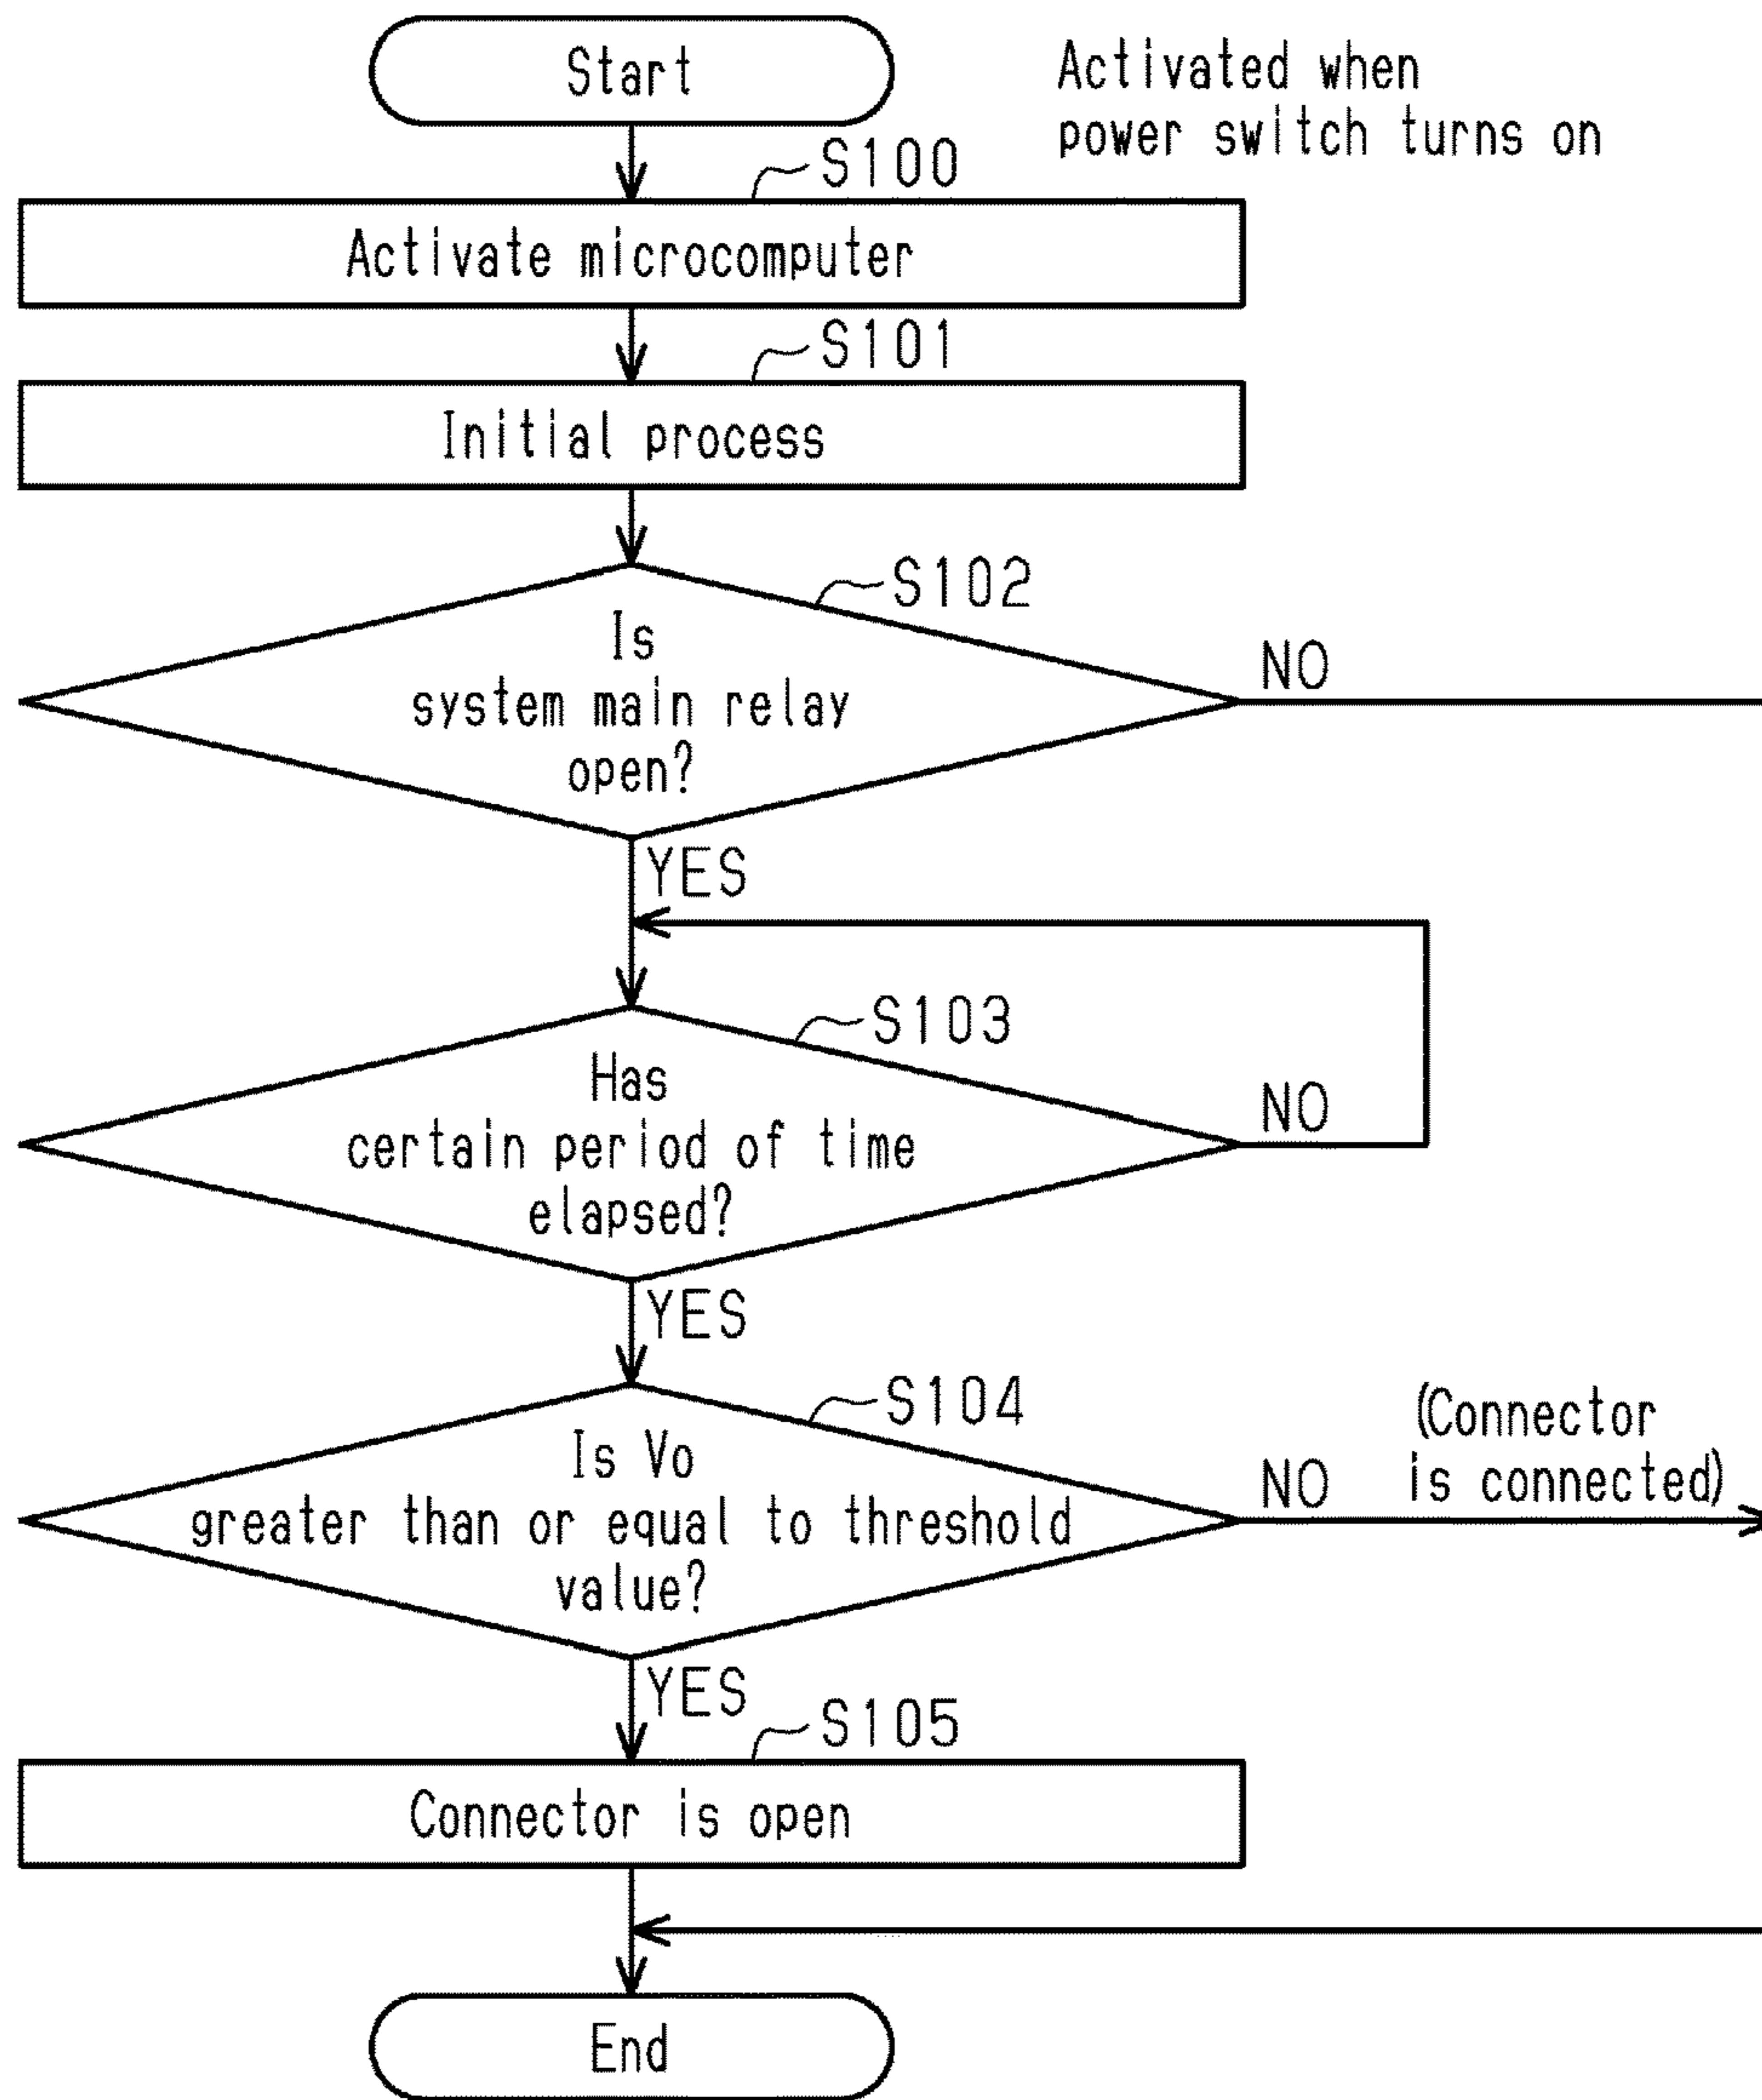 Start
Activated when
power switch turns on
S100
Activate microcomputer
S101
Initial process
S102
Is
system main relay
open?
NO
YES
S103
Has
certain period of time
elapsed?
NO
YES
S104
Is Vo
greater than or equal to threshold
value?
NO
(Connector
is connected)
YES
S105
Connector is open
End